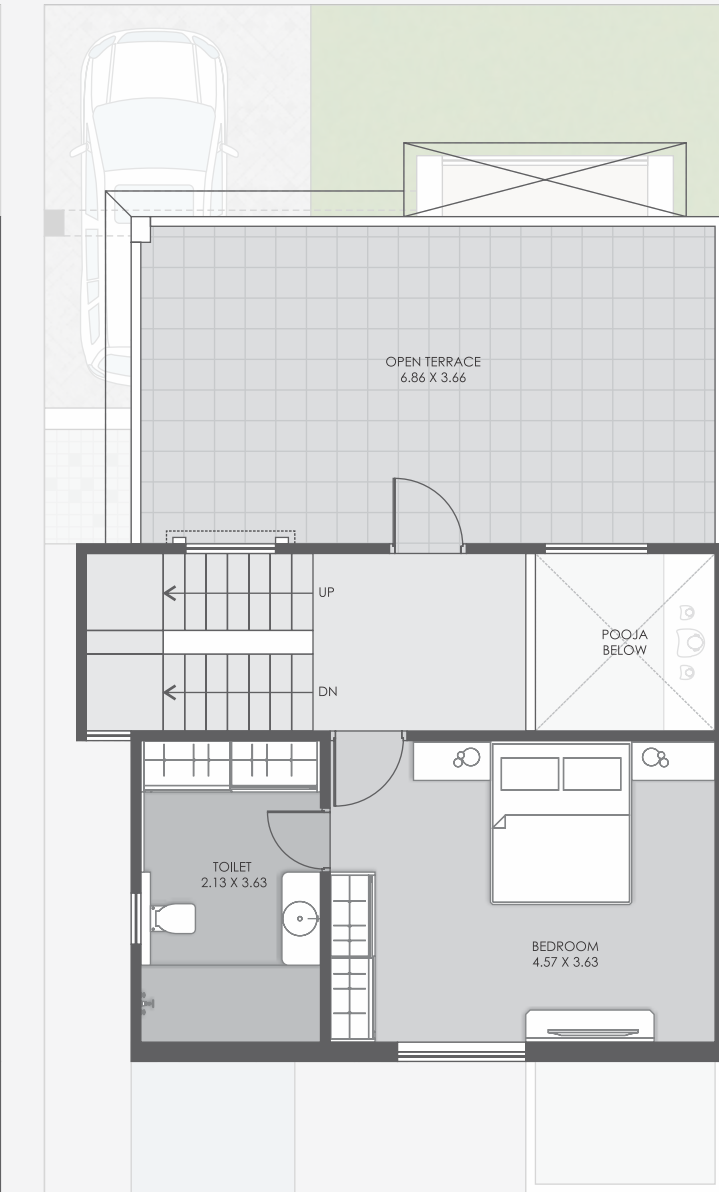 OPEN TERRACE
6.86 X 3.66
UP
POOJA
BELOW
DN
TOILET
2.13 X 3.63
BEDROOM
4.57 X 3.63